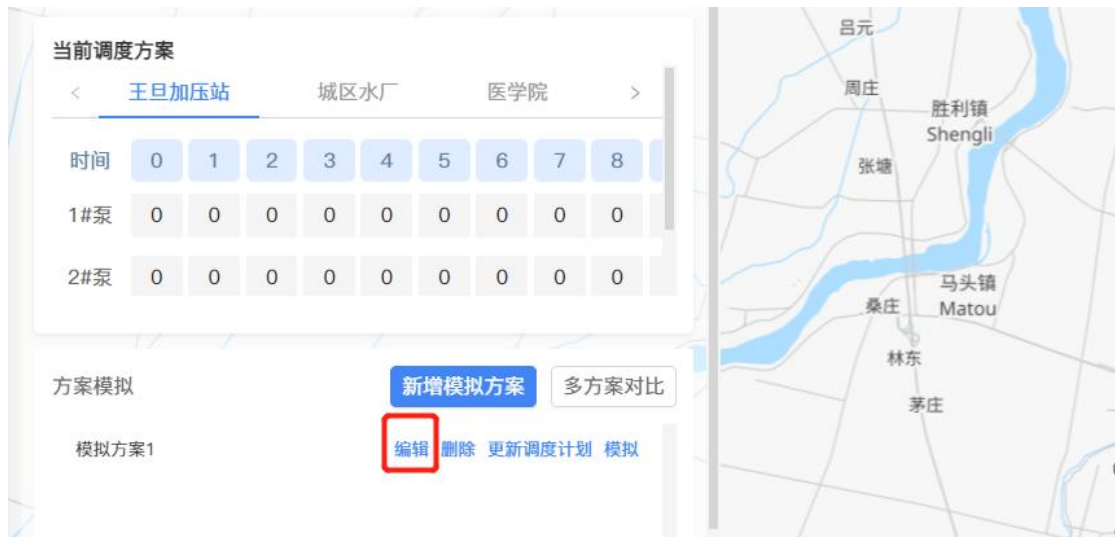 当前调度方案
< 王旦加压站 城区水厂 医学院 >
时间 0 1 2 3 4 5 6 7 8
1#泵 0 0 0 0 0 0 0 0 0
2#泵 0 0 0 0 0 0 0 0 0
方案模拟 新增模拟方案 多方案对比
模拟方案1 编辑 删除 更新调度计划 模拟
吕元
周庄
胜利镇
Shengli
张塘
马头镇
桑庄 Matou
林东
茅庄